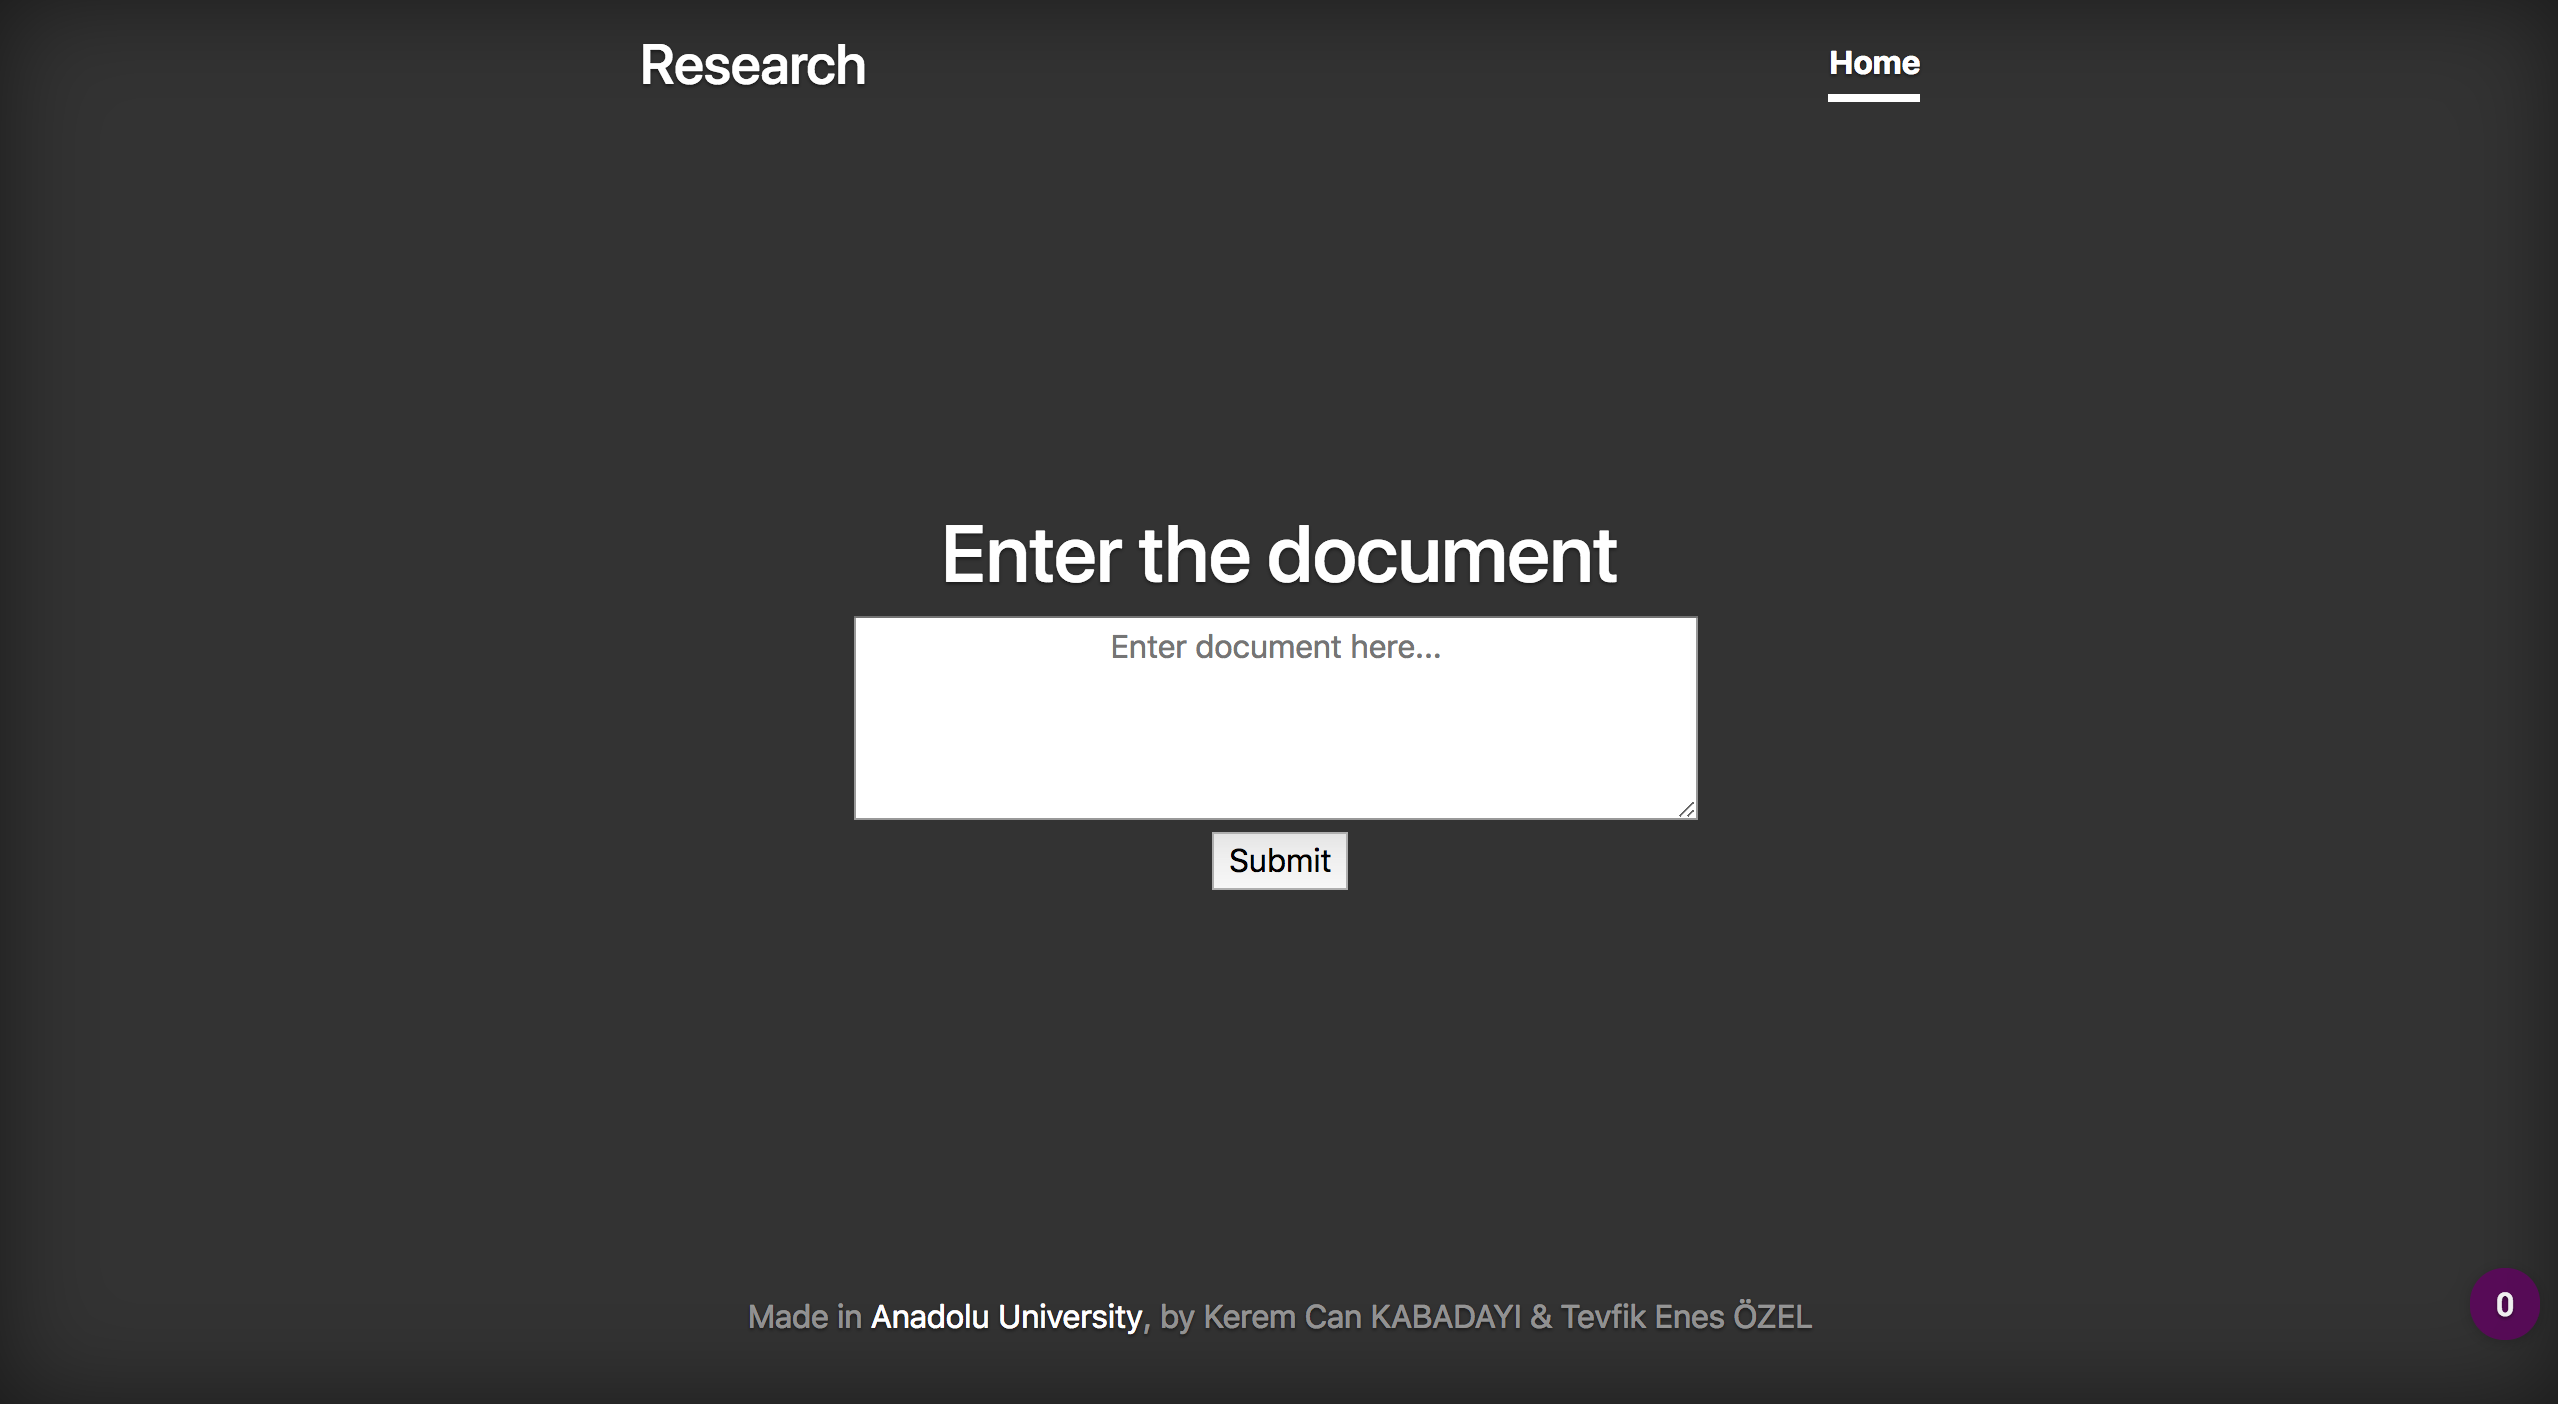 Research
Home
Enter the document
Enter document here...
Submit
Made in Anadolu University, by Kerem Can KABADAYI & Tevfik Enes ÖZEL
0